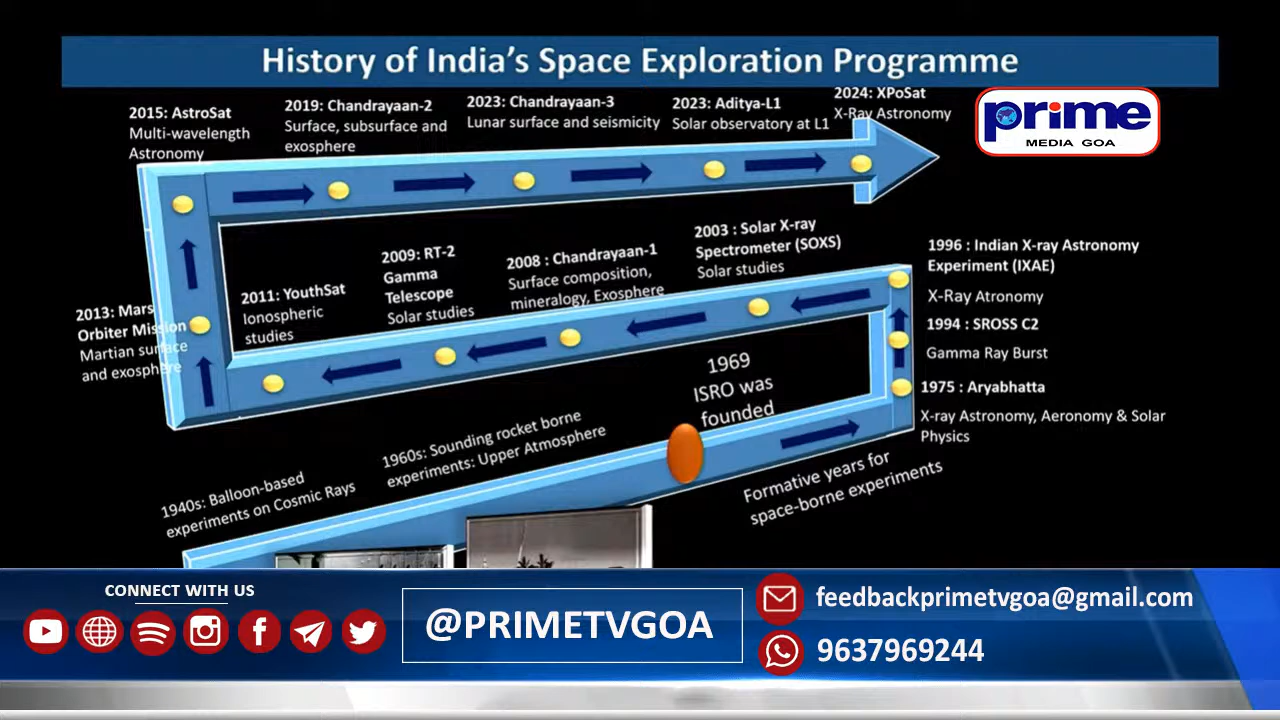 History of India's Space Exploration Programme
2015: AstroSat
Multi-wavelength
Astronomy
2019: Chandrayaan-2
Surface, subsurface and
exosphere
2023: Chandrayaan-3
Lunar surface and seismicity
2023: Aditya-L1
Solar observatory at L1
2024: XPoSat
X-Ray Astronomy
prime
MEDIA GOA
2013: Mars
Orbiter Mission
Martian surface
and exosphere
2011: YouthSat
Ionospheric
studies
2009: RT-2
Gamma
Telescope
Solar studies
2008 : Chandrayaan-1
Surface composition,
mineralogy, Exosphere
2003 : Solar X-ray
Spectrometer (SOXS)
Solar studies
1996 : Indian X-ray Astronomy
Experiment (IXAE)
X-Ray Atronomy
1994 : SROSS C2
Gamma Ray Burst
1975 : Aryabhatta
X-ray Astronomy, Aeronomy & Solar
Physics
1940s: Balloon-based
experiments on Cosmic Rays
1960s: Sounding rocket borne
experiments: Upper Atmosphere
1969
ISRO was
founded
Formative years for
space-borne experiments
CONNECT WITH US
@PRIMETVGOA
feedbackprimetvgoa@gmail.com
9637969244